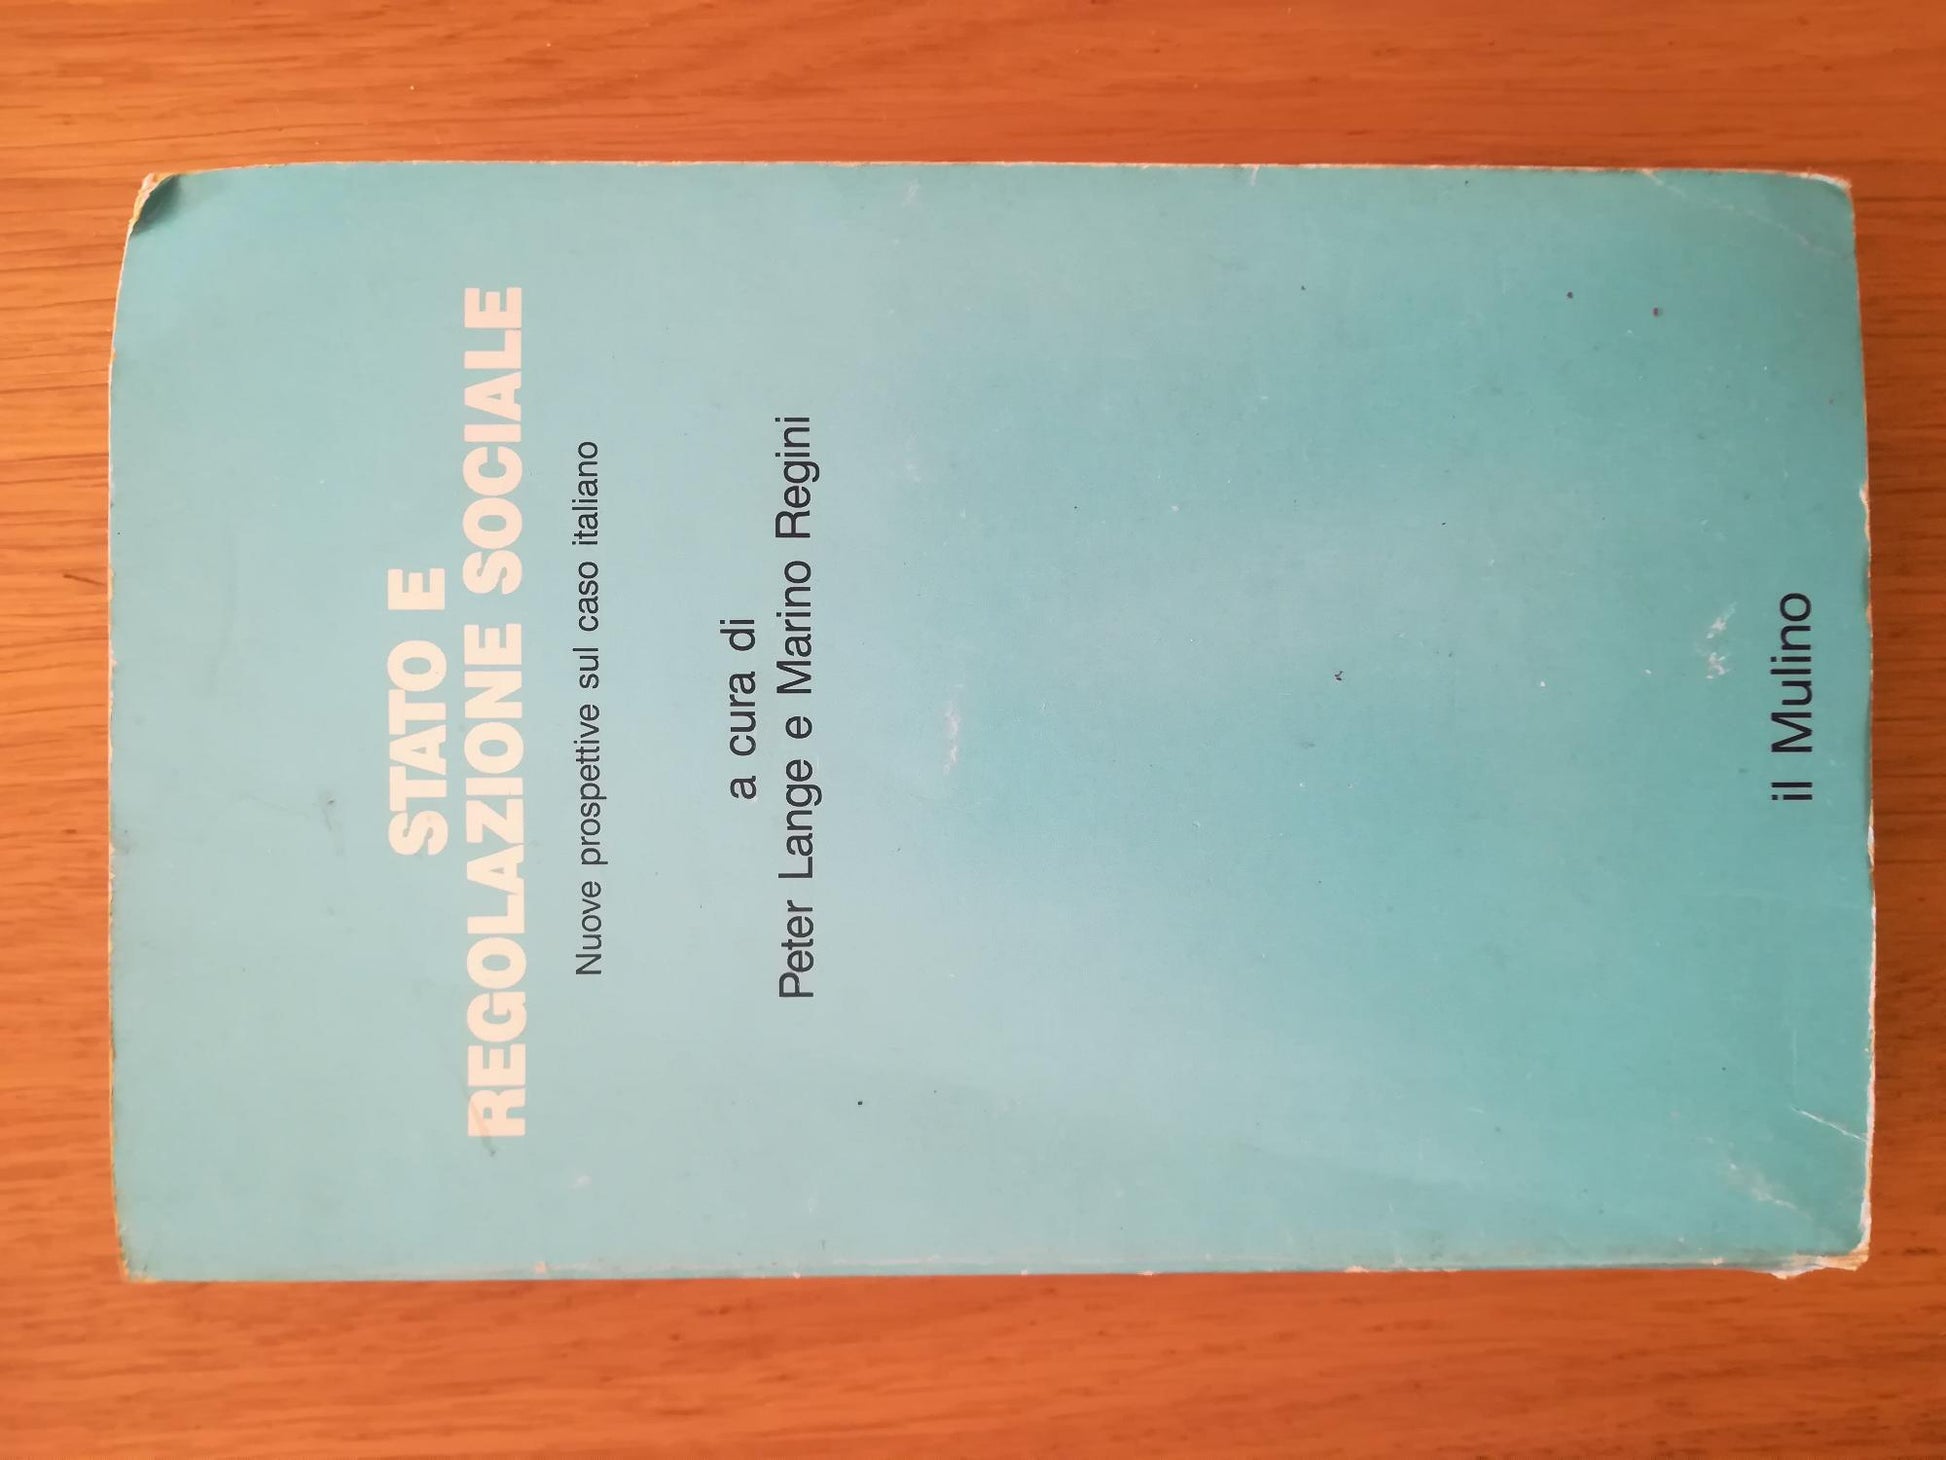 STATO E
REGOLAZIONE SOCIALE
Nuove prospettive sul caso italiano
a cura di
Peter Lange e Marino Regini
il Mulino